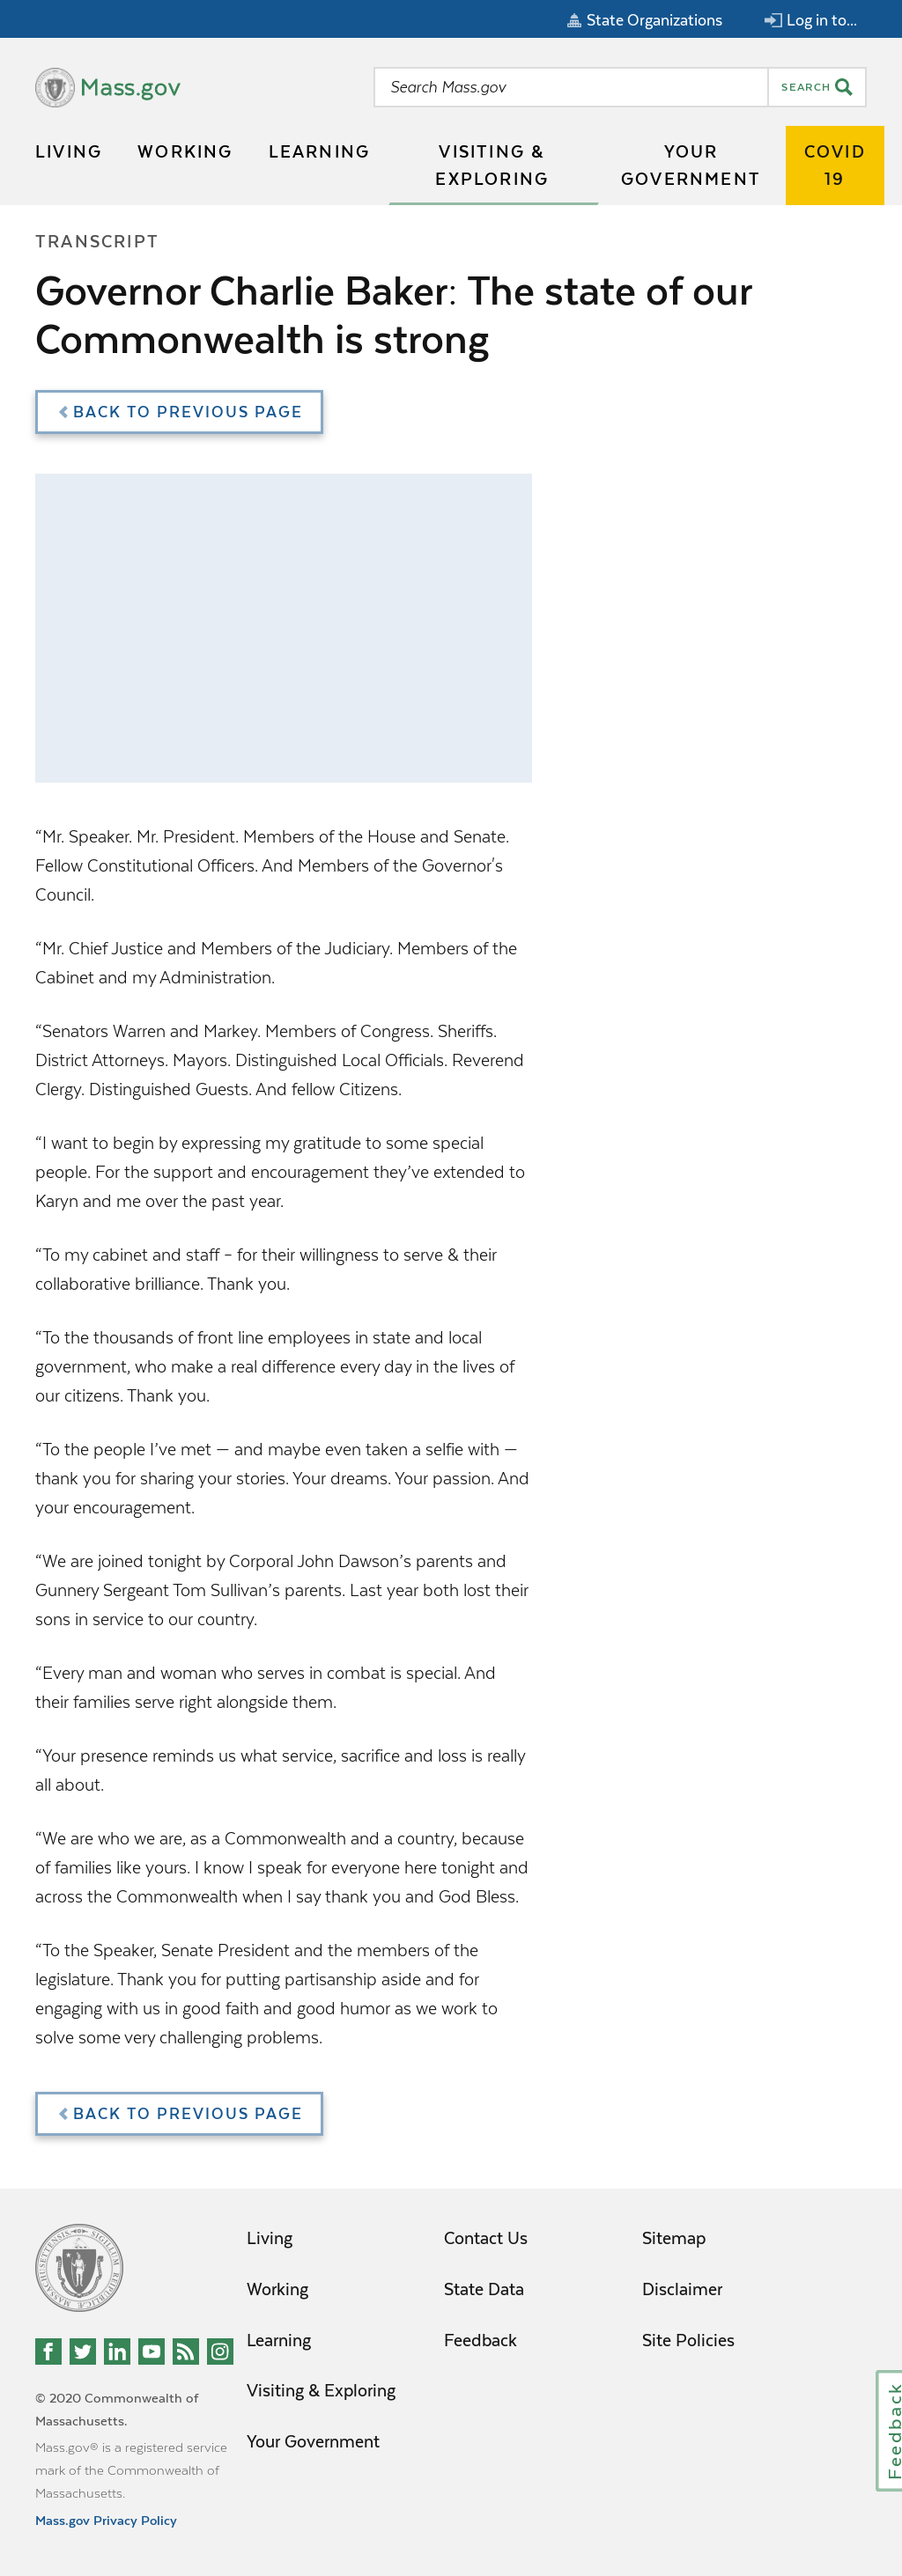 State Organizations
Log in to...
Mass.gov
Search Mass.gov
SEARCH
LIVING
WORKING
LEARNING
VISITING &
EXPLORING
YOUR
GOVERNMENT
COVID
19
TRANSCRIPT
Governor Charlie Baker: The state of our
Commonwealth is strong
BACK TO PREVIOUS PAGE
“Mr. Speaker. Mr. President. Members of the House and Senate.
Fellow Constitutional Officers. And Members of the Governor's
Council.
“Mr. Chief Justice and Members of the Judiciary. Members of the
Cabinet and my Administration.
“Senators Warren and Markey. Members of Congress. Sheriffs.
District Attorneys. Mayors. Distinguished Local Officials. Reverend
Clergy. Distinguished Guests. And fellow Citizens.
“I want to begin by expressing my gratitude to some special
people. For the support and encouragement they’ve extended to
Karyn and me over the past year.
“To my cabinet and staff – for their willingness to serve & their
collaborative brilliance. Thank you.
“To the thousands of front line employees in state and local
government, who make a real difference every day in the lives of
our citizens. Thank you.
“To the people I’ve met — and maybe even taken a selfie with —
thank you for sharing your stories. Your dreams. Your passion. And
your encouragement.
“We are joined tonight by Corporal John Dawson’s parents and
Gunnery Sergeant Tom Sullivan’s parents. Last year both lost their
sons in service to our country.
“Every man and woman who serves in combat is special. And
their families serve right alongside them.
“Your presence reminds us what service, sacrifice and loss is really
all about.
“We are who we are, as a Commonwealth and a country, because
of families like yours. I know I speak for everyone here tonight and
across the Commonwealth when I say thank you and God Bless.
“To the Speaker, Senate President and the members of the
legislature. Thank you for putting partisanship aside and for
engaging with us in good faith and good humor as we work to
solve some very challenging problems.
BACK TO PREVIOUS PAGE
Living
Working
Learning
Visiting & Exploring
Your Government
Contact Us
State Data
Feedback
Sitemap
Disclaimer
Site Policies
© 2020 Commonwealth of
Massachusetts.
Mass.gov® is a registered service
mark of the Commonwealth of
Massachusetts.
Mass.gov Privacy Policy
Feedback